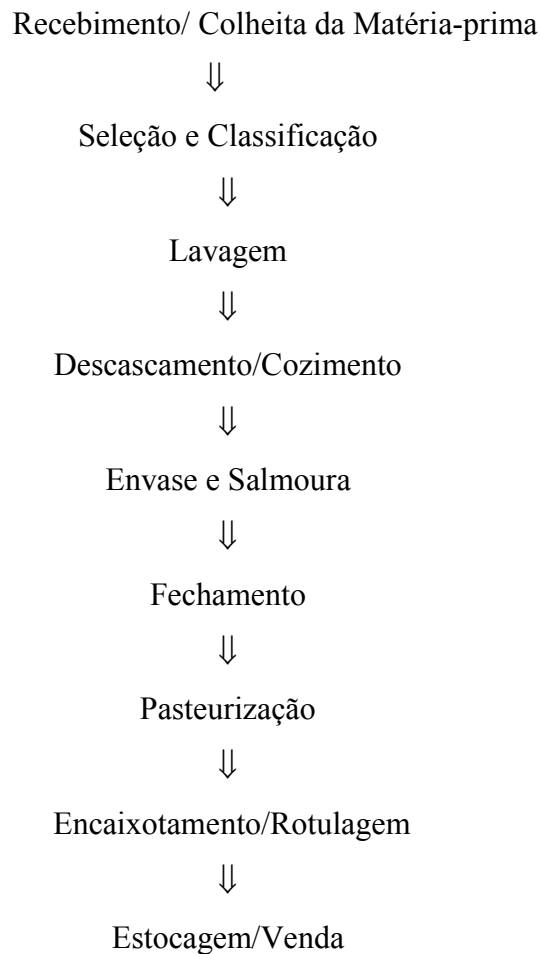 Recebimento/ Colheita da Matéria-prima
⇓
Seleção e Classificação
⇓
Lavagem
⇓
Descascamento/Cozimento
⇓
Envase e Salmoura
⇓
Fechamento
⇓
Pasteurização
⇓
Encaixotamento/Rotulagem
⇓
Estocagem/Venda